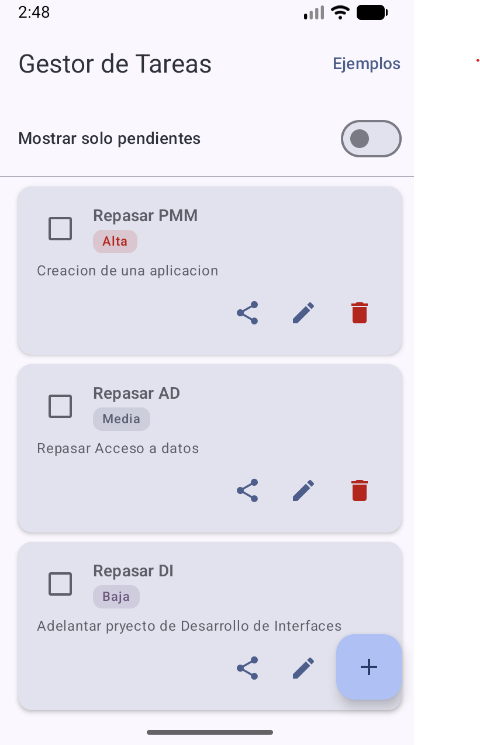 2:48
Gestor de Tareas
Ejemplos
Mostrar solo pendientes
Repasar PMM
Alta
Creacion de una aplicacion
Repasar AD
Media
Repasar Acceso a datos
Repasar DI
Baja
Adelantar pryecto de Desarrollo de Interfaces
+